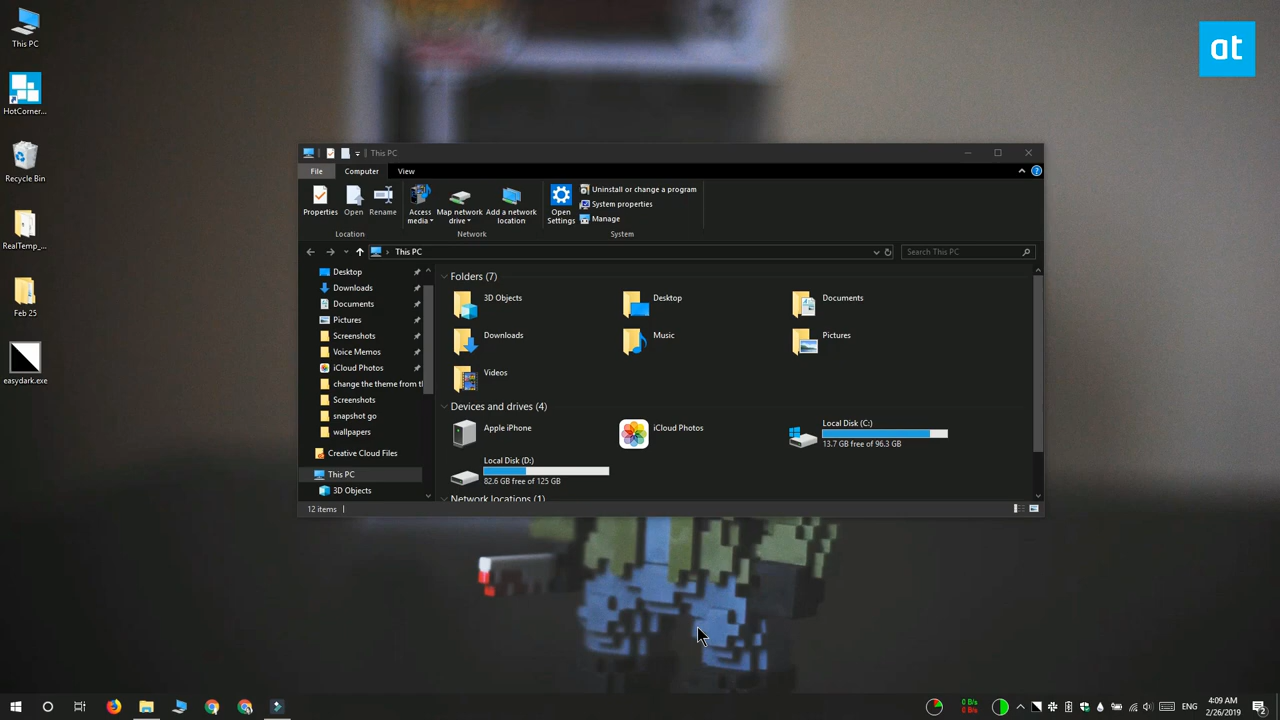 This PC
HotCorner...
Recycle Bin
RealTemp_...
Feb 25
easydark.exe
at
This PC
File
Computer
View
Properties
Open
Rename
Access media
Map network drive
Add a network location
Open Settings
Uninstall or change a program
System properties
Manage
Location
Network
System
This PC
Search This PC
Desktop
Downloads
Documents
Pictures
Screenshots
Voice Memos
iCloud Photos
change the theme from th
Screenshots
snapshot go
wallpapers
Creative Cloud Files
This PC
3D Objects
Folders (7)
3D Objects
Desktop
Documents
Downloads
Music
Pictures
Videos
Devices and drives (4)
Apple iPhone
iCloud Photos
Local Disk (C:)
13.7 GB free of 96.3 GB
Local Disk (D:)
82.6 GB free of 125 GB
Network locations (1)
12 items
0 B/s
0 B/s
ENG
4:09 AM
2/26/2019
2